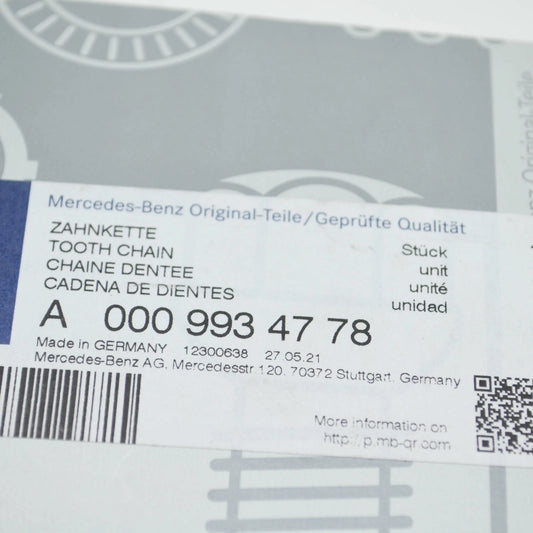 Mercedes-Benz Original-Teile/Geprüfte Qualität
ZAHNKETTE Stück
TOOTH CHAIN unit
CHAINE DENTEE unité
CADENA DE DIENTES unidad
A 000 993 47 78
Made in GERMANY 12300638 27.05.21
Mercedes-Benz AG, Mercedesstr 120, 70372 Stuttgart, Germany
More information on
http://p.mb-qr.com
Original-Teile